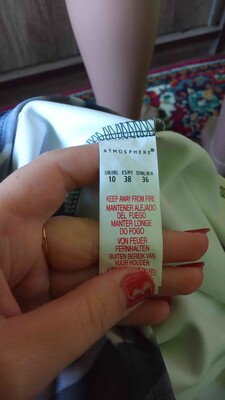 ATMOSPHERE®
10 38 36
KEEP AWAY FROM FIRE
MANTENER ALEJADO
DEL FUEGO
MANTER LONGE
DO FOGO
VON FEUER
FERNHALTEN
BUITEN BEREIK VAN
VUUR HOUDEN